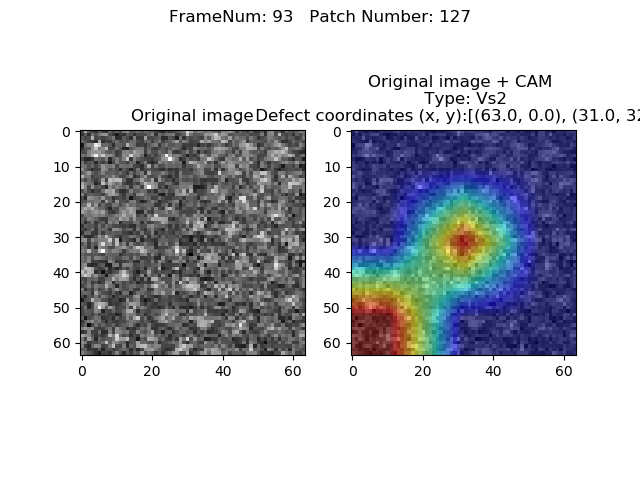 FrameNum: 93   Patch Number: 127
Original image + CAM
Type: Vs2
Original image
Defect coordinates (x, y):[(63.0, 0.0), (31.0, 32
0
10
20
30
40
50
60
0 20 40 60
0
10
20
30
40
50
60
0 20 40 60